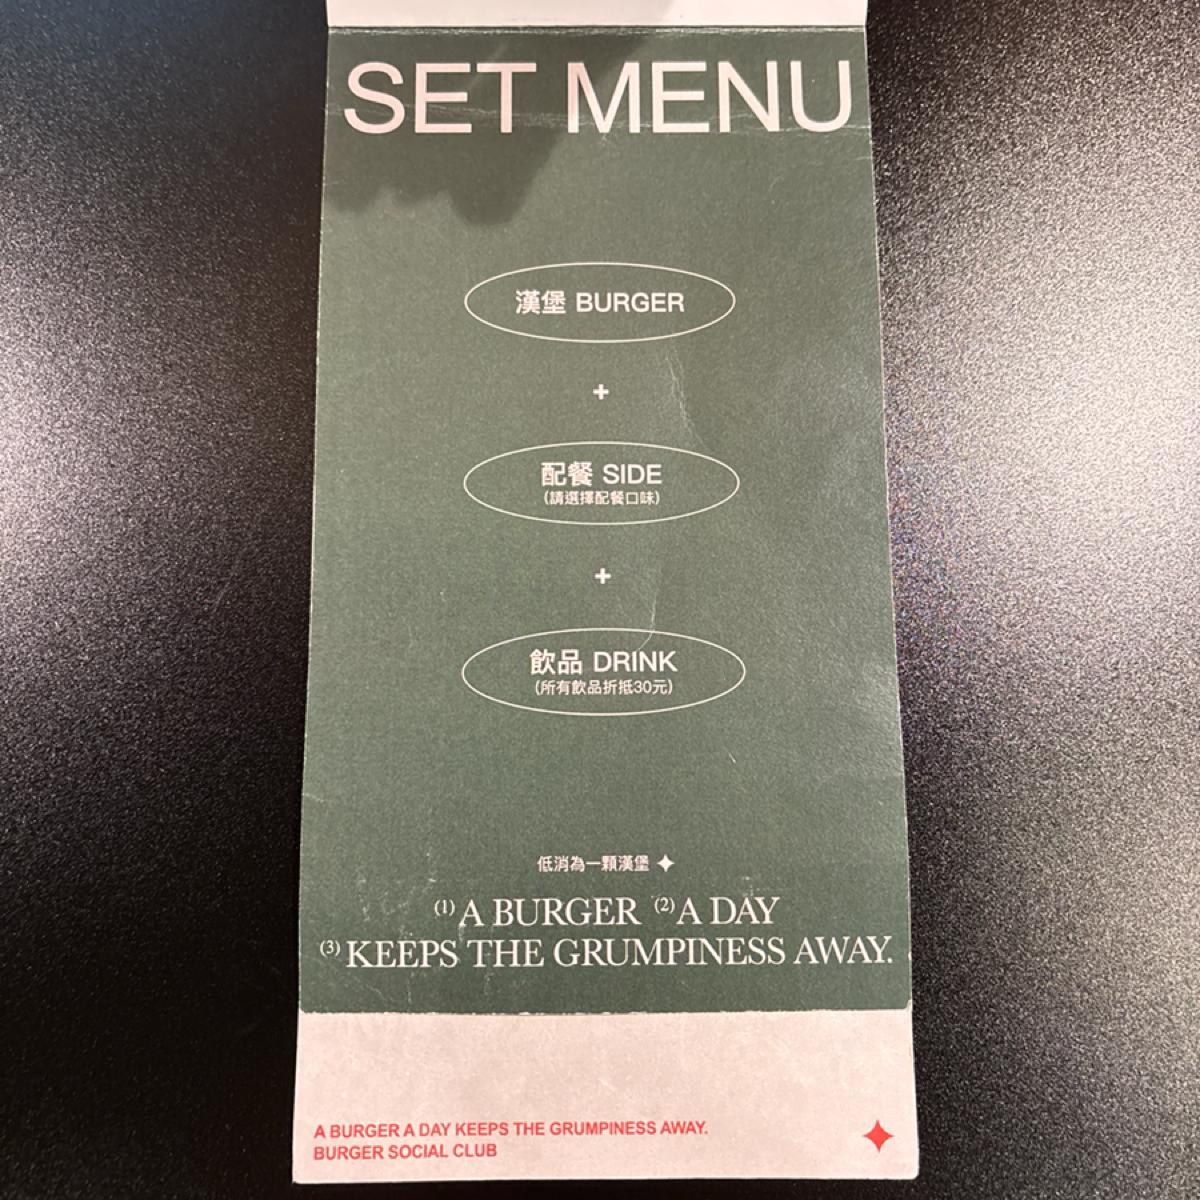 SET MENU
漢堡 BURGER
+
配餐 SIDE
(請選擇配餐口味)
+
飲品 DRINK
(所有飲品折抵30元)
低消為一顆漢堡
(1) A BURGER (2) A DAY
(3) KEEPS THE GRUMPINESS AWAY.
A BURGER A DAY KEEPS THE GRUMPINESS AWAY.
BURGER SOCIAL CLUB